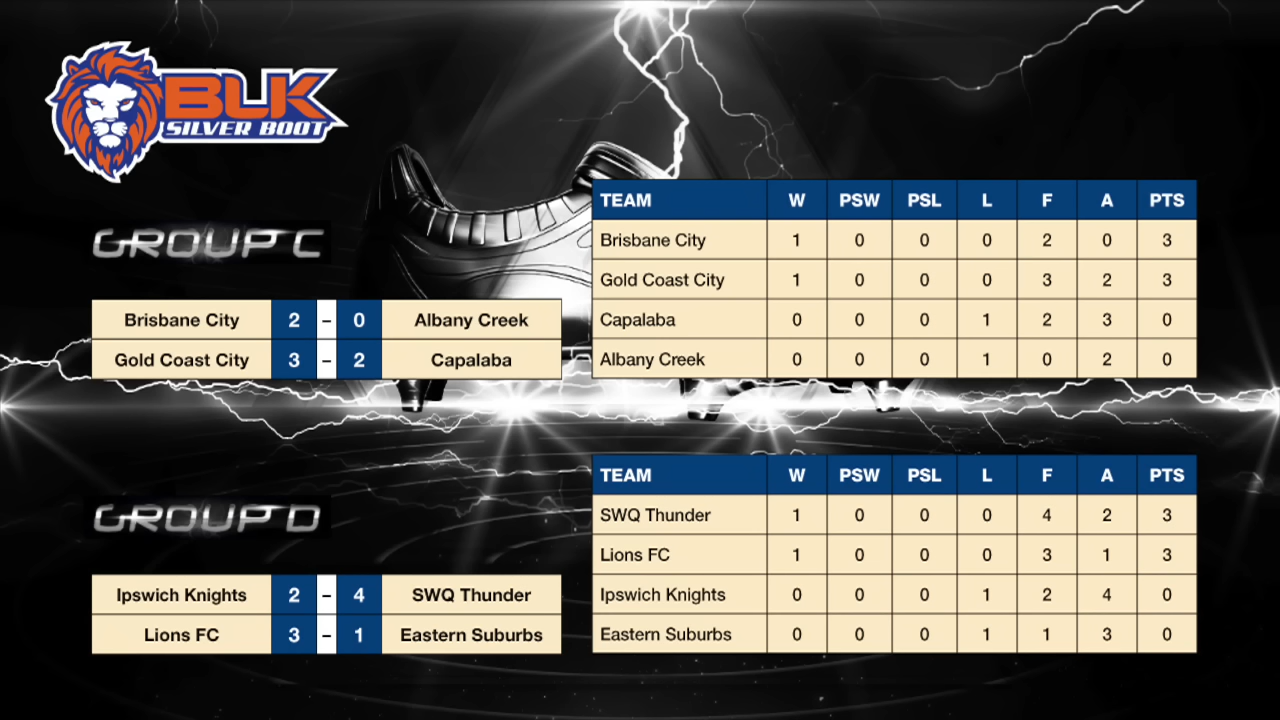 BLK
SILVER BOOT
GROUP C
Brisbane City 2 – 0 Albany Creek
Gold Coast City 3 – 2 Capalaba
TEAM W PSW PSL L F A PTS
Brisbane City 1 0 0 0 2 0 3
Gold Coast City 1 0 0 0 3 2 3
Capalaba 0 0 0 1 2 3 0
Albany Creek 0 0 0 1 0 2 0
GROUP D
Ipswich Knights 2 – 4 SWQ Thunder
Lions FC 3 – 1 Eastern Suburbs
TEAM W PSW PSL L F A PTS
SWQ Thunder 1 0 0 0 4 2 3
Lions FC 1 0 0 0 3 1 3
Ipswich Knights 0 0 0 1 2 4 0
Eastern Suburbs 0 0 0 1 1 3 0